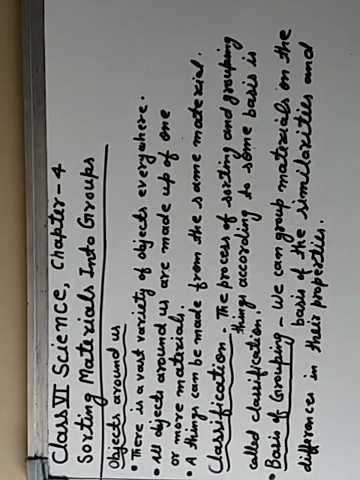 Class VI Science, Chapter-4
Sorting Materials Into Groups
Objects around us
• There is a vast variety of objects everywhere.
• All objects around us are made up of one
or more materials.
• A things can be made from the same material.
Classification - The process of sorting and grouping
things according to some basis is
called classification.
• Basis of Grouping - We can group materials on the
basis of the similarities and
differences in their properties.